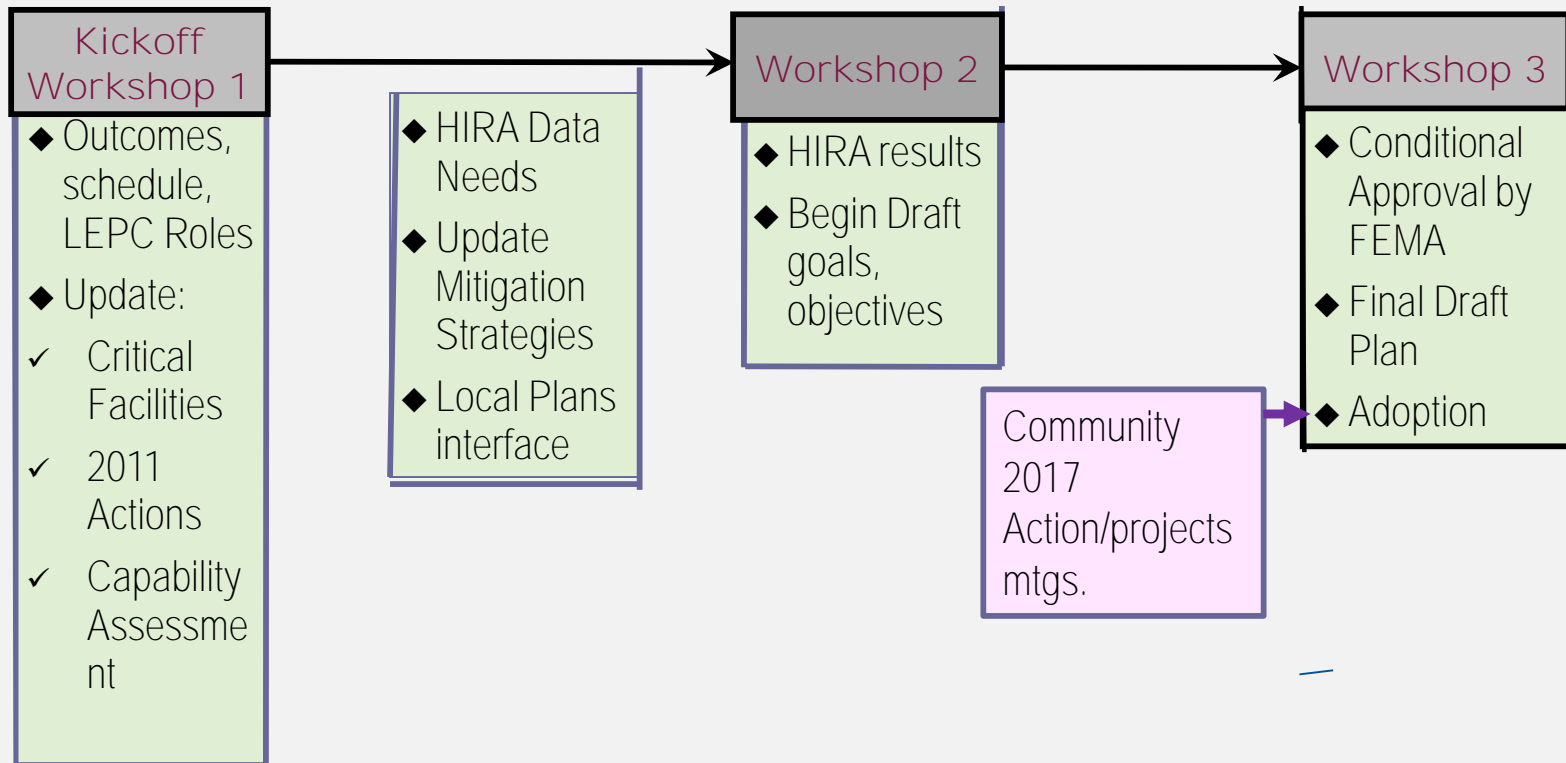 Kickoff
Workshop 1
◆ Outcomes,
schedule,
LEPC Roles
◆ Update:
✓ Critical
Facilities
✓ 2011
Actions
✓ Capability
Assessme
nt
◆ HIRA Data
Needs
◆ Update
Mitigation
Strategies
◆ Local Plans
interface
Workshop 2
◆ HIRA results
◆ Begin Draft
goals,
objectives
Community
2017
Action/projects
mtgs.
Workshop 3
◆ Conditional
Approval by
FEMA
◆ Final Draft
Plan
◆ Adoption